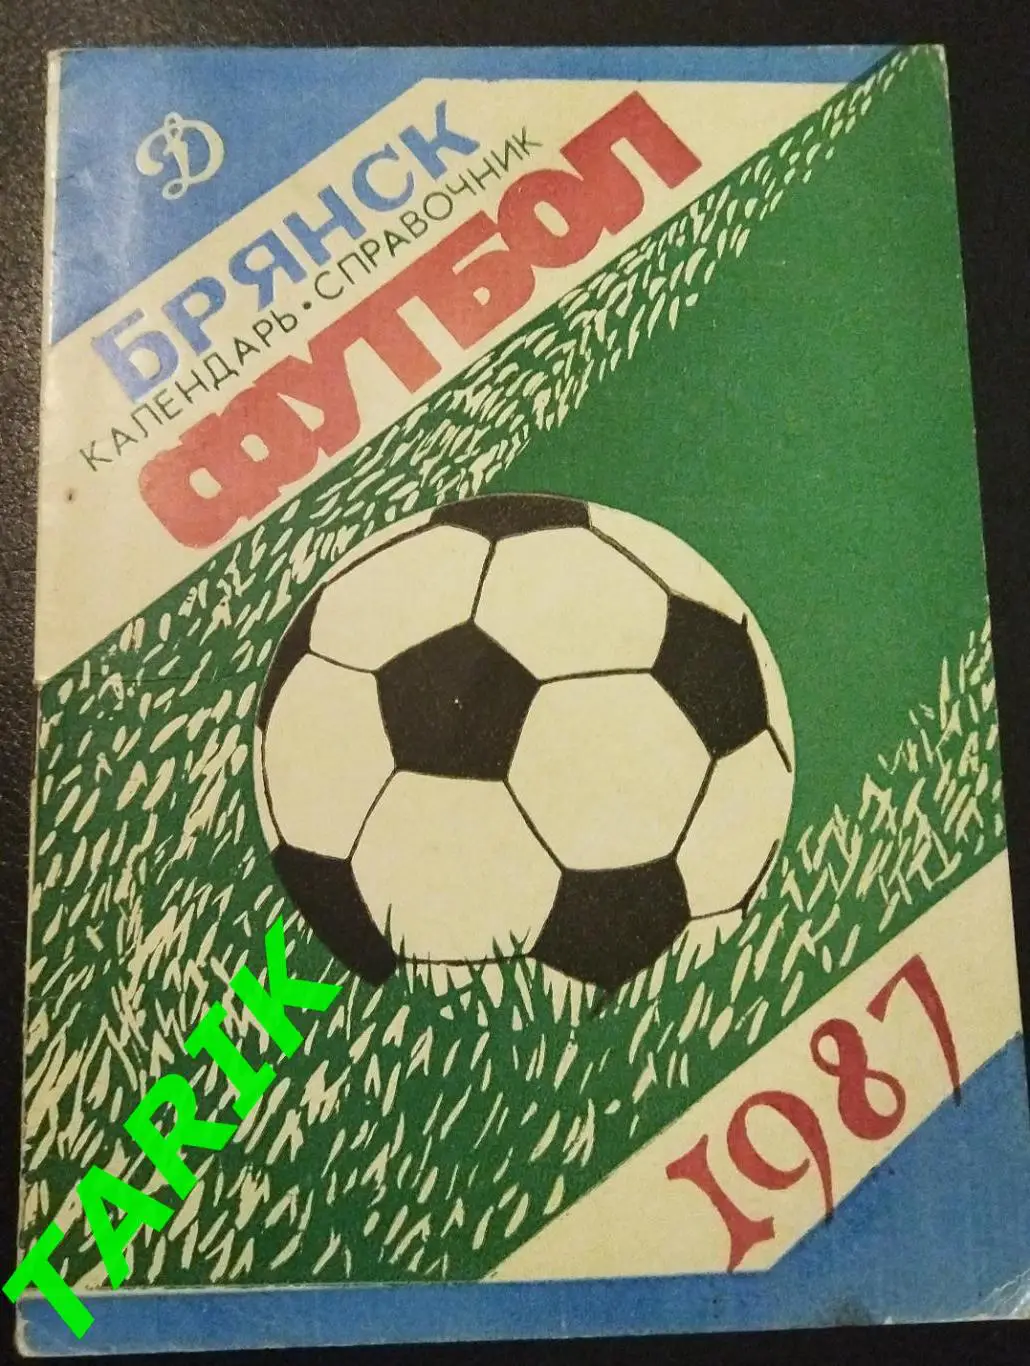 Д
БРЯНСК
КАЛЕНДАРЬ·СПРАВОЧНИК
ФУТБОЛ
1987
TARIK